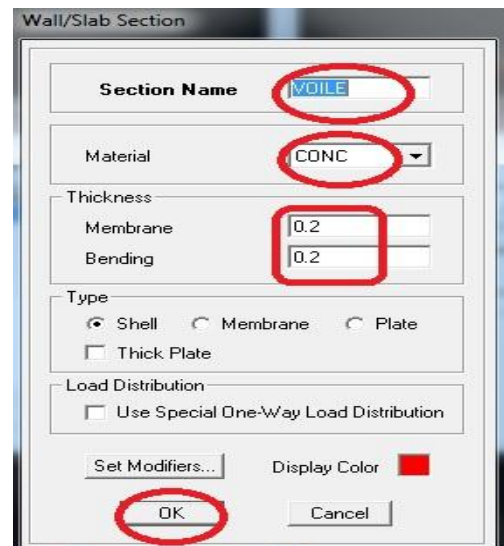 Wall/Slab Section
Section Name VOILE
Material CONC
Thickness
Membrane 0.2
Bending 0.2
Type
Shell Membrane Plate
Thick Plate
Load Distribution
Use Special One-Way Load Distribution
Set Modifiers... Display Color
OK Cancel